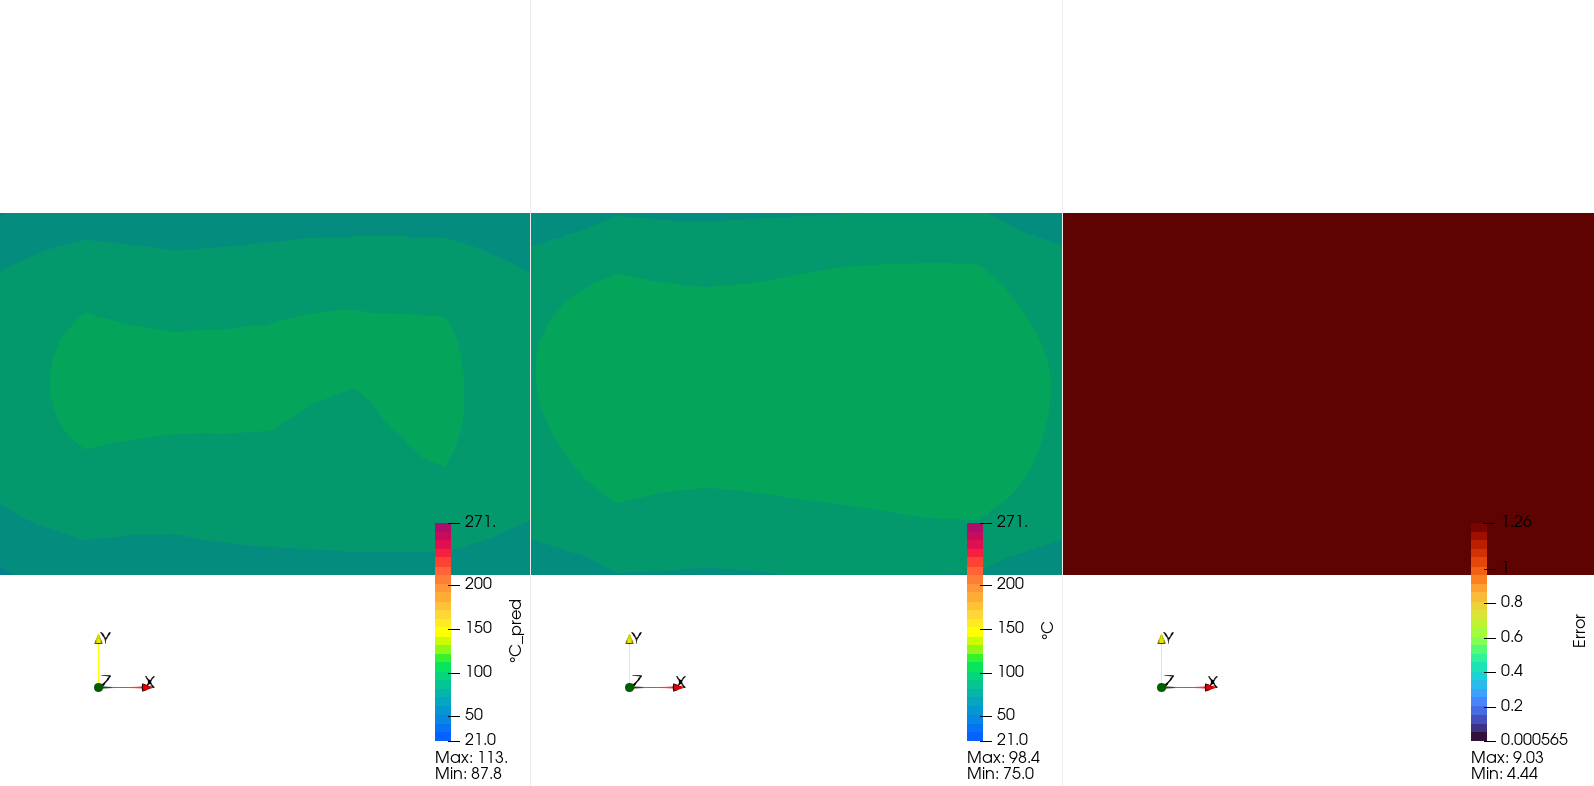 271.
200
150
100
50
21.0
°C_pred
Max: 113.
Min: 87.8
Y
Z
X
271.
200
150
100
50
21.0
°C
Max: 98.4
Min: 75.0
Y
Z
X
1.26
1
0.8
0.6
0.4
0.2
0.000565
Error
Max: 9.03
Min: 4.44
Y
Z
X